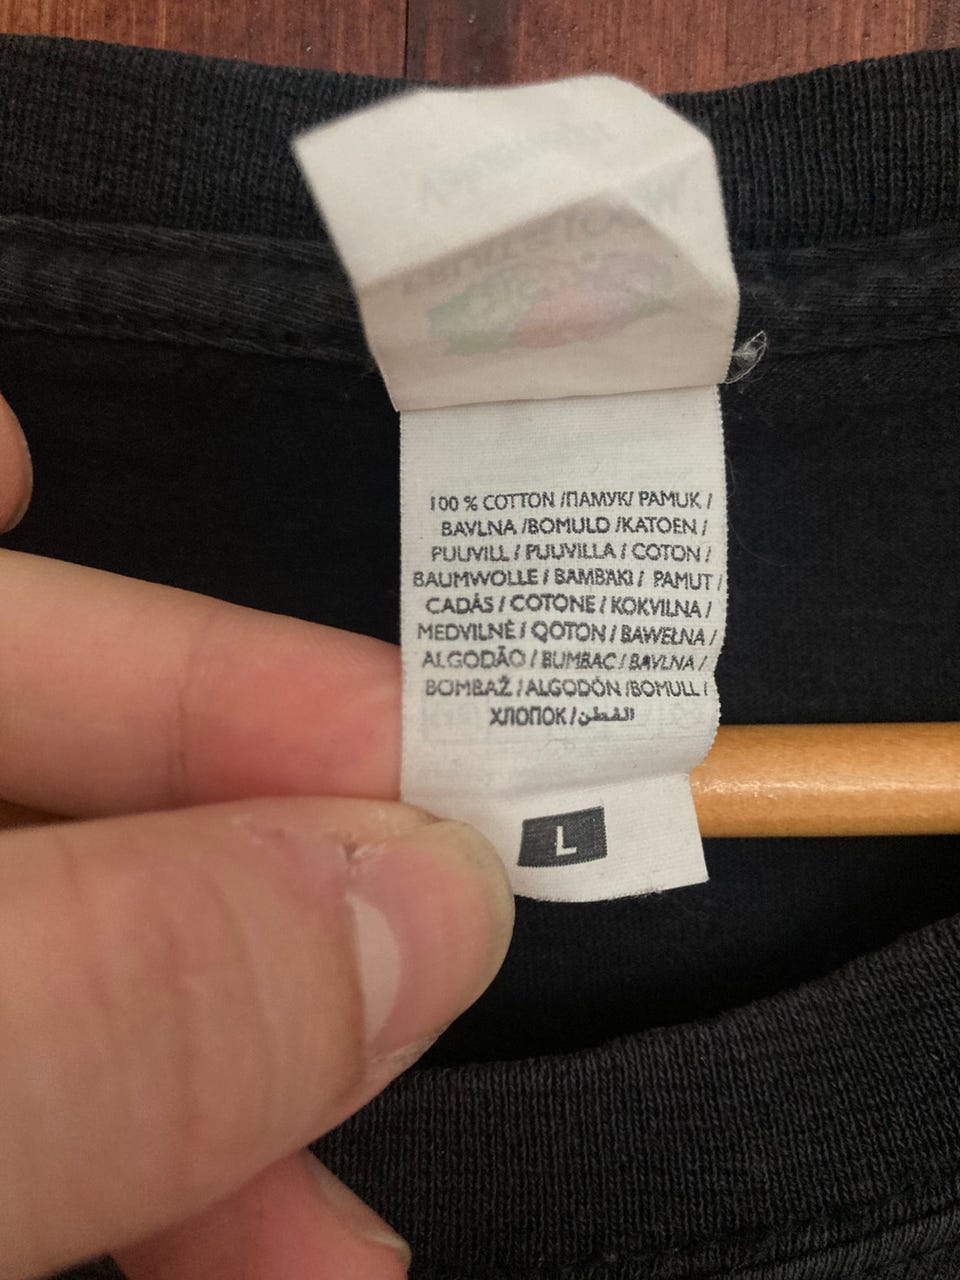 100 % COTTON /ПАМУК/ PAMUK /
BAVLNA /BOMULD /KATOEN /
PUUVILL / PUUVILLA / COTON /
BAUMWOLLE / BAMBAKI / PAMUT /
CADÁS / COTONE / KOKVILNA /
MEDVILNĖ / QOTON / BAWEŁNA /
ALGODÃO / BUMBAC / BAVLNA /
BOMBAŽ / ALGODÓN /BOMULL /
ХЛОПОК / القطن
L